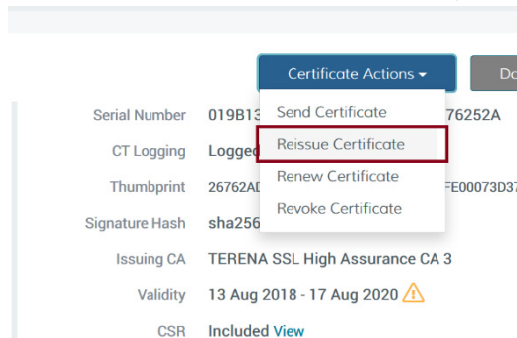 Certificate Actions
Serial Number 019B13 76252A
Send Certificate
CT Logging Logged
Reissue Certificate
Thumbprint 26762AD FE00073D37
Renew Certificate
Signature Hash sha256
Revoke Certificate
Issuing CA TERENA SSL High Assurance CA 3
Validity 13 Aug 2018 - 17 Aug 2020
CSR Included View